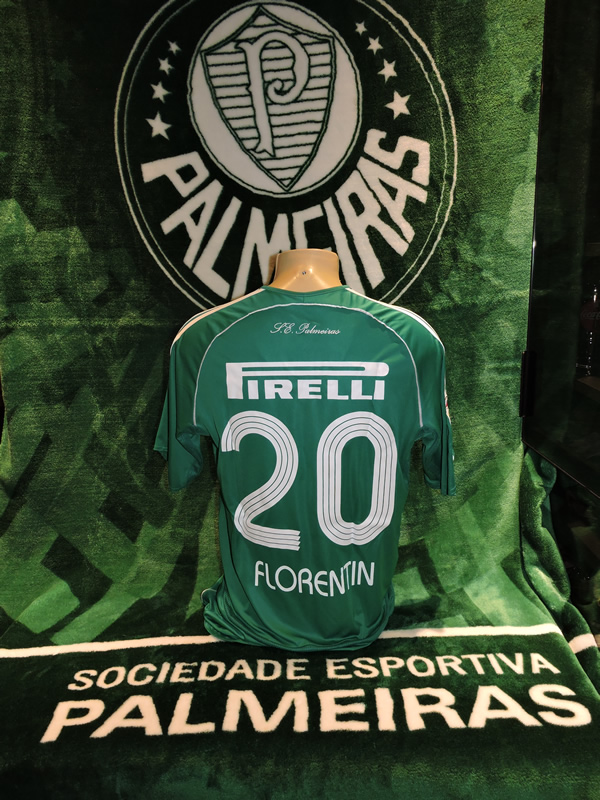 P
PALMEIRAS
S.E. Palmeiras
PIRELLI
20
FLORENTIN
SOCIEDADE ESPORTIVA
PALMEIRAS